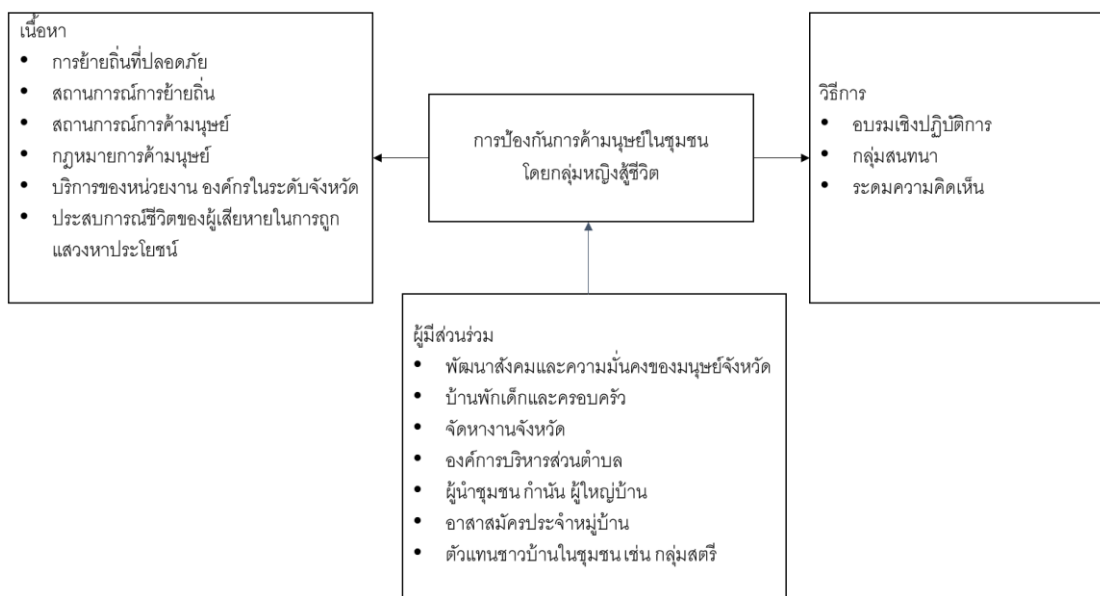 เนื้อหา
• การย้ายถิ่นที่ปลอดภัย
• สถานการณ์การย้ายถิ่น
• สถานการณ์การค้ามนุษย์
• กฎหมายการค้ามนุษย์
• บริการของหน่วยงาน องค์กรในระดับจังหวัด
• ประสบการณ์ชีวิตของผู้เสียหายในการถูก
แสวงหาประโยชน์
การป้องกันการค้ามนุษย์ในชุมชน
โดยกลุ่มหญิงสู้ชีวิต
วิธีการ
• อบรมเชิงปฏิบัติการ
• กลุ่มสนทนา
• ระดมความคิดเห็น
ผู้มีส่วนร่วม
• พัฒนาสังคมและความมั่นคงของมนุษย์จังหวัด
• บ้านพักเด็กและครอบครัว
• จัดหางานจังหวัด
• องค์การบริหารส่วนตำบล
• ผู้นำชุมชน กำนัน ผู้ใหญ่บ้าน
• อาสาสมัครประจำหมู่บ้าน
• ตัวแทนชาวบ้านในชุมชน เช่น กลุ่มสตรี